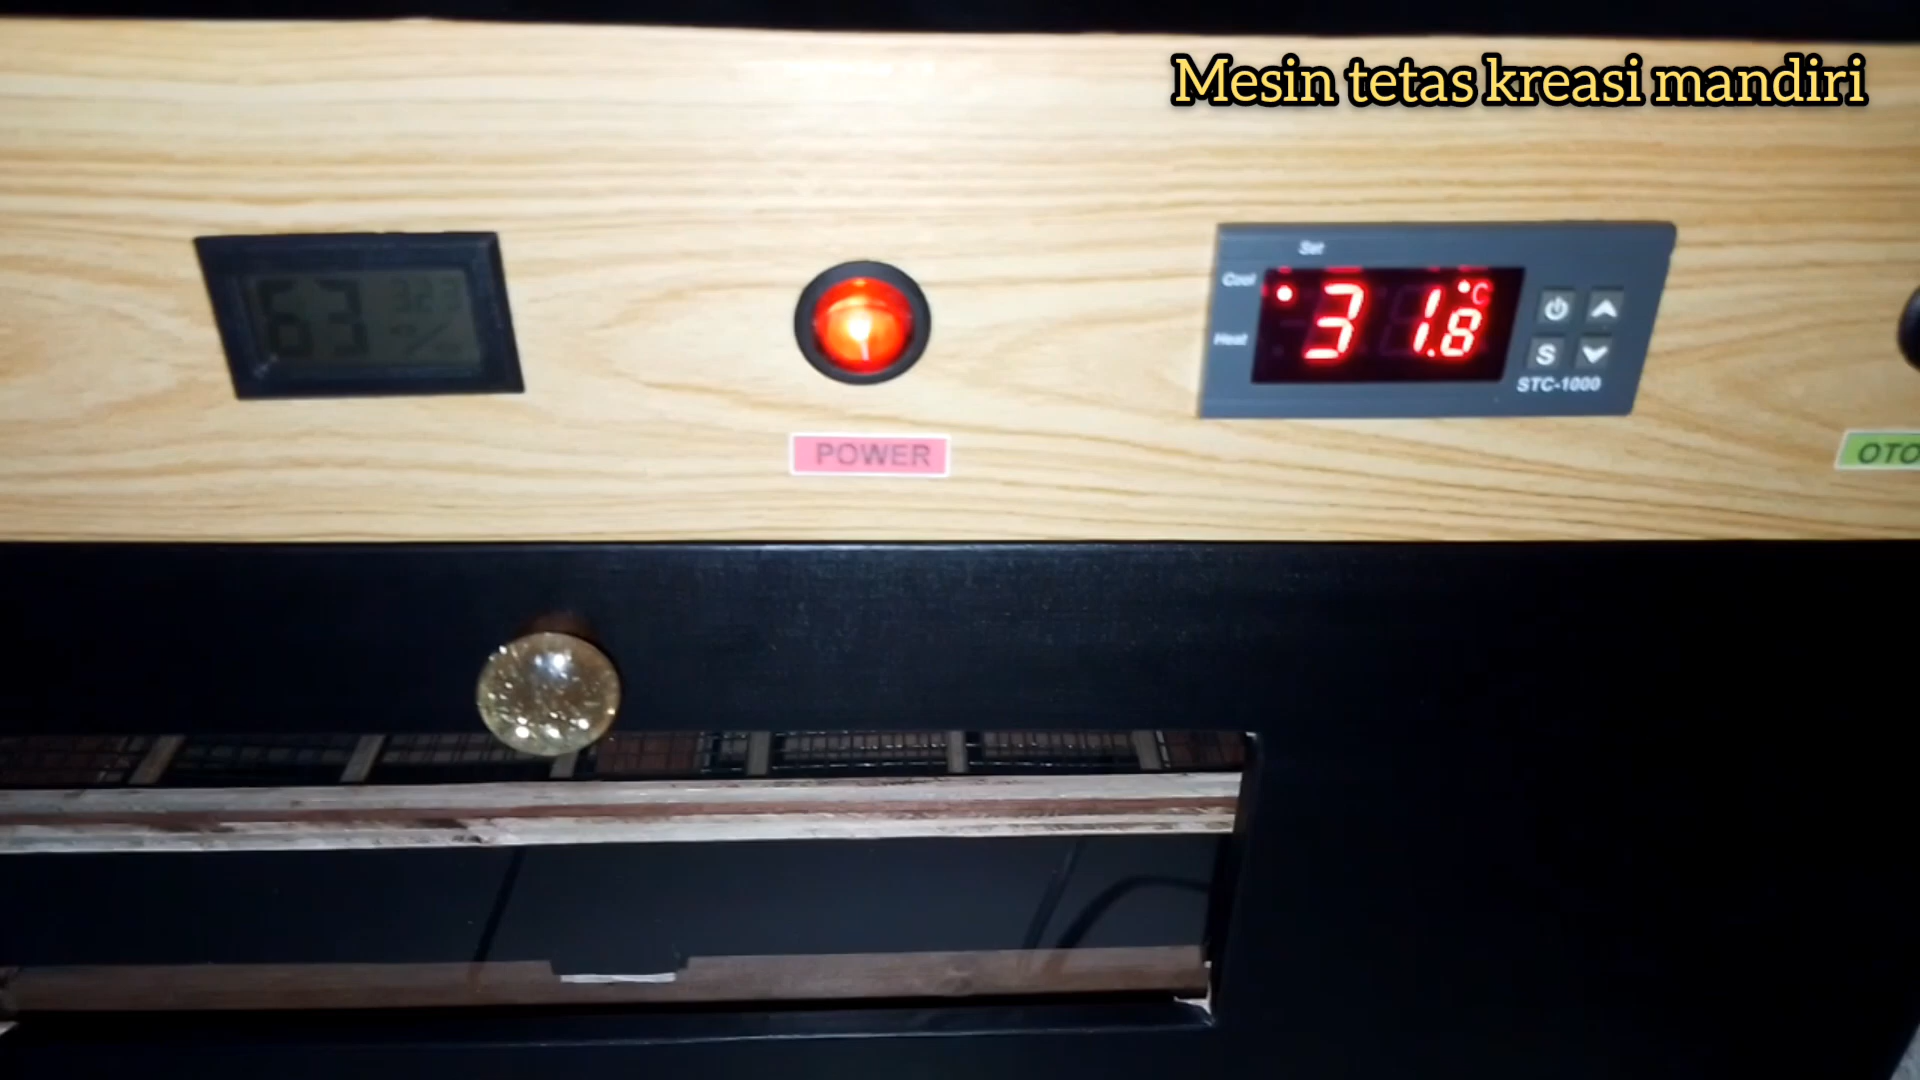 Mesin tetas kreasi mandiri
Set
Cool
Heat
31.8 °C
S
STC-1000
63
POWER
OTO